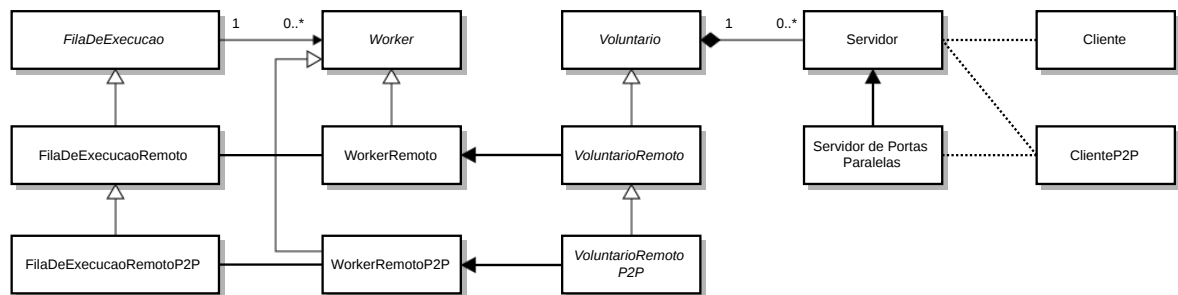 1 0..* 1 0..*
FilaDeExecucao Worker Voluntario Servidor Cliente
FilaDeExecucaoRemoto WorkerRemoto VoluntarioRemoto Servidor de Portas ClienteP2P
Paralelas
FilaDeExecucaoRemotoP2P WorkerRemotoP2P VoluntarioRemoto
P2P